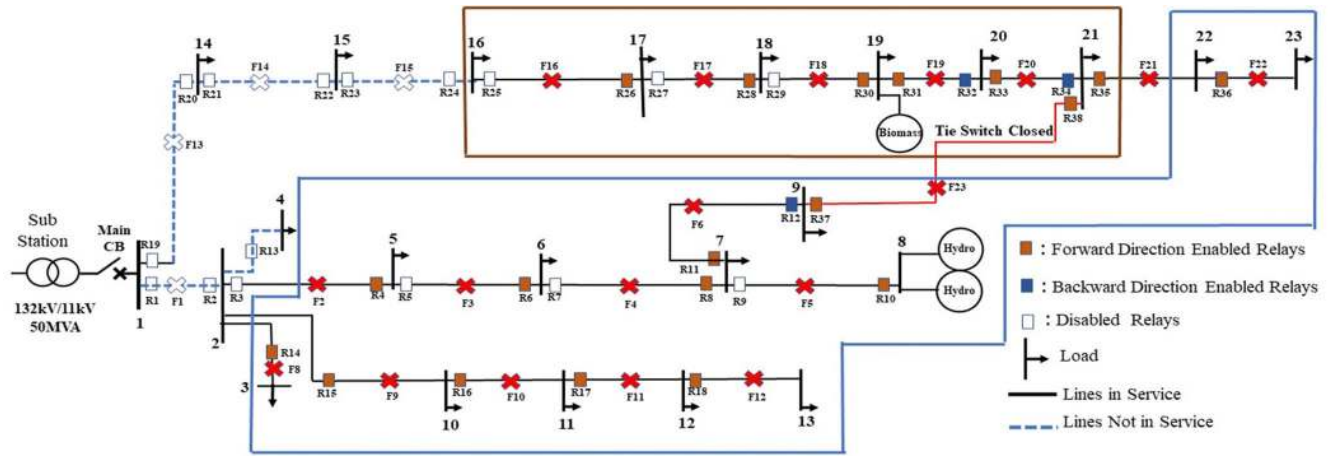 14
15
16
17
18
19
20
21
22
23
F14
F15
F16
F17
F18
F19
F20
F21
F22
R20
R21
R22
R23
R24
R25
R26
R27
R28
R29
R30
R31
R32
R33
R34
R35
R36
R38
Biomass
Tie Switch Closed
F13
F23
4
9
F6
R12
R37
Sub
Station
Main
CB
R19
R13
5
6
7
8
Hydro
R11
R1
F1
R2
R3
F2
R4
R5
F3
R6
R7
F4
R8
R9
F5
R10
Hydro
132kV/11kV
50MVA
1
2
R14
F8
3
R15
F9
R16
F10
R17
F11
R18
F12
10
11
12
13
: Forward Direction Enabled Relays
: Backward Direction Enabled Relays
: Disabled Relays
Load
Lines in Service
Lines Not in Service